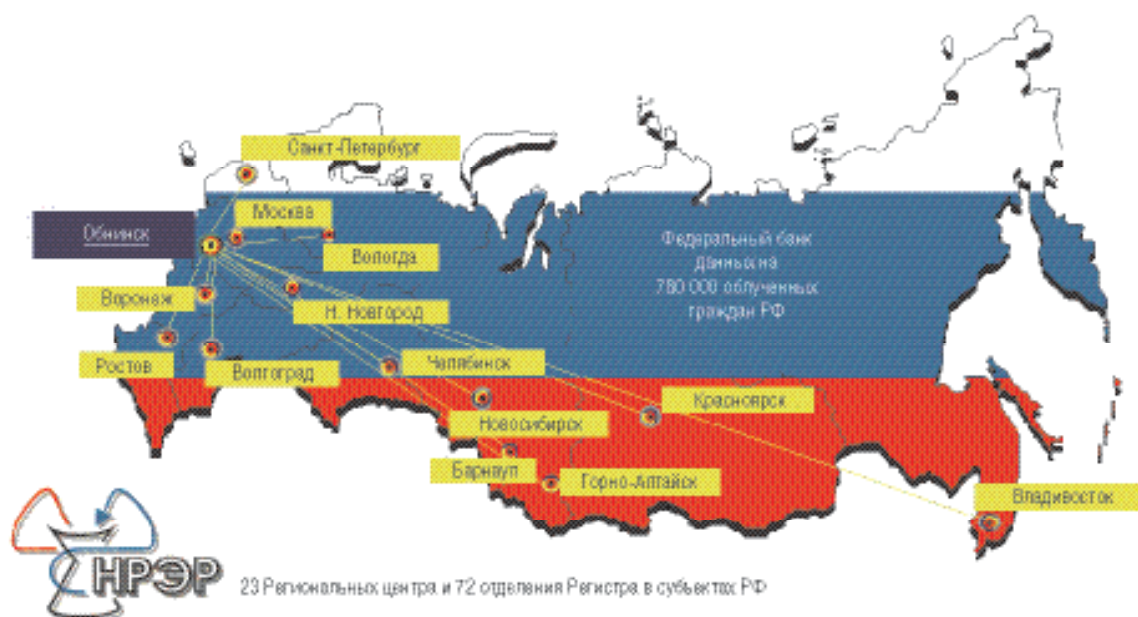 Санкт-Петербург
Москва
Обнинск
Вологда
Федеральный банк
данных на
780 000 облученных
граждан РФ
Воронеж
Н. Новгород
Ростов
Волгоград
Челябинск
Красноярск
Новосибирск
Барнаул
Горно-Алтайск
Владивосток
НРЭР
23 Региональных центра и 72 отделения Регистра в субъектах РФ